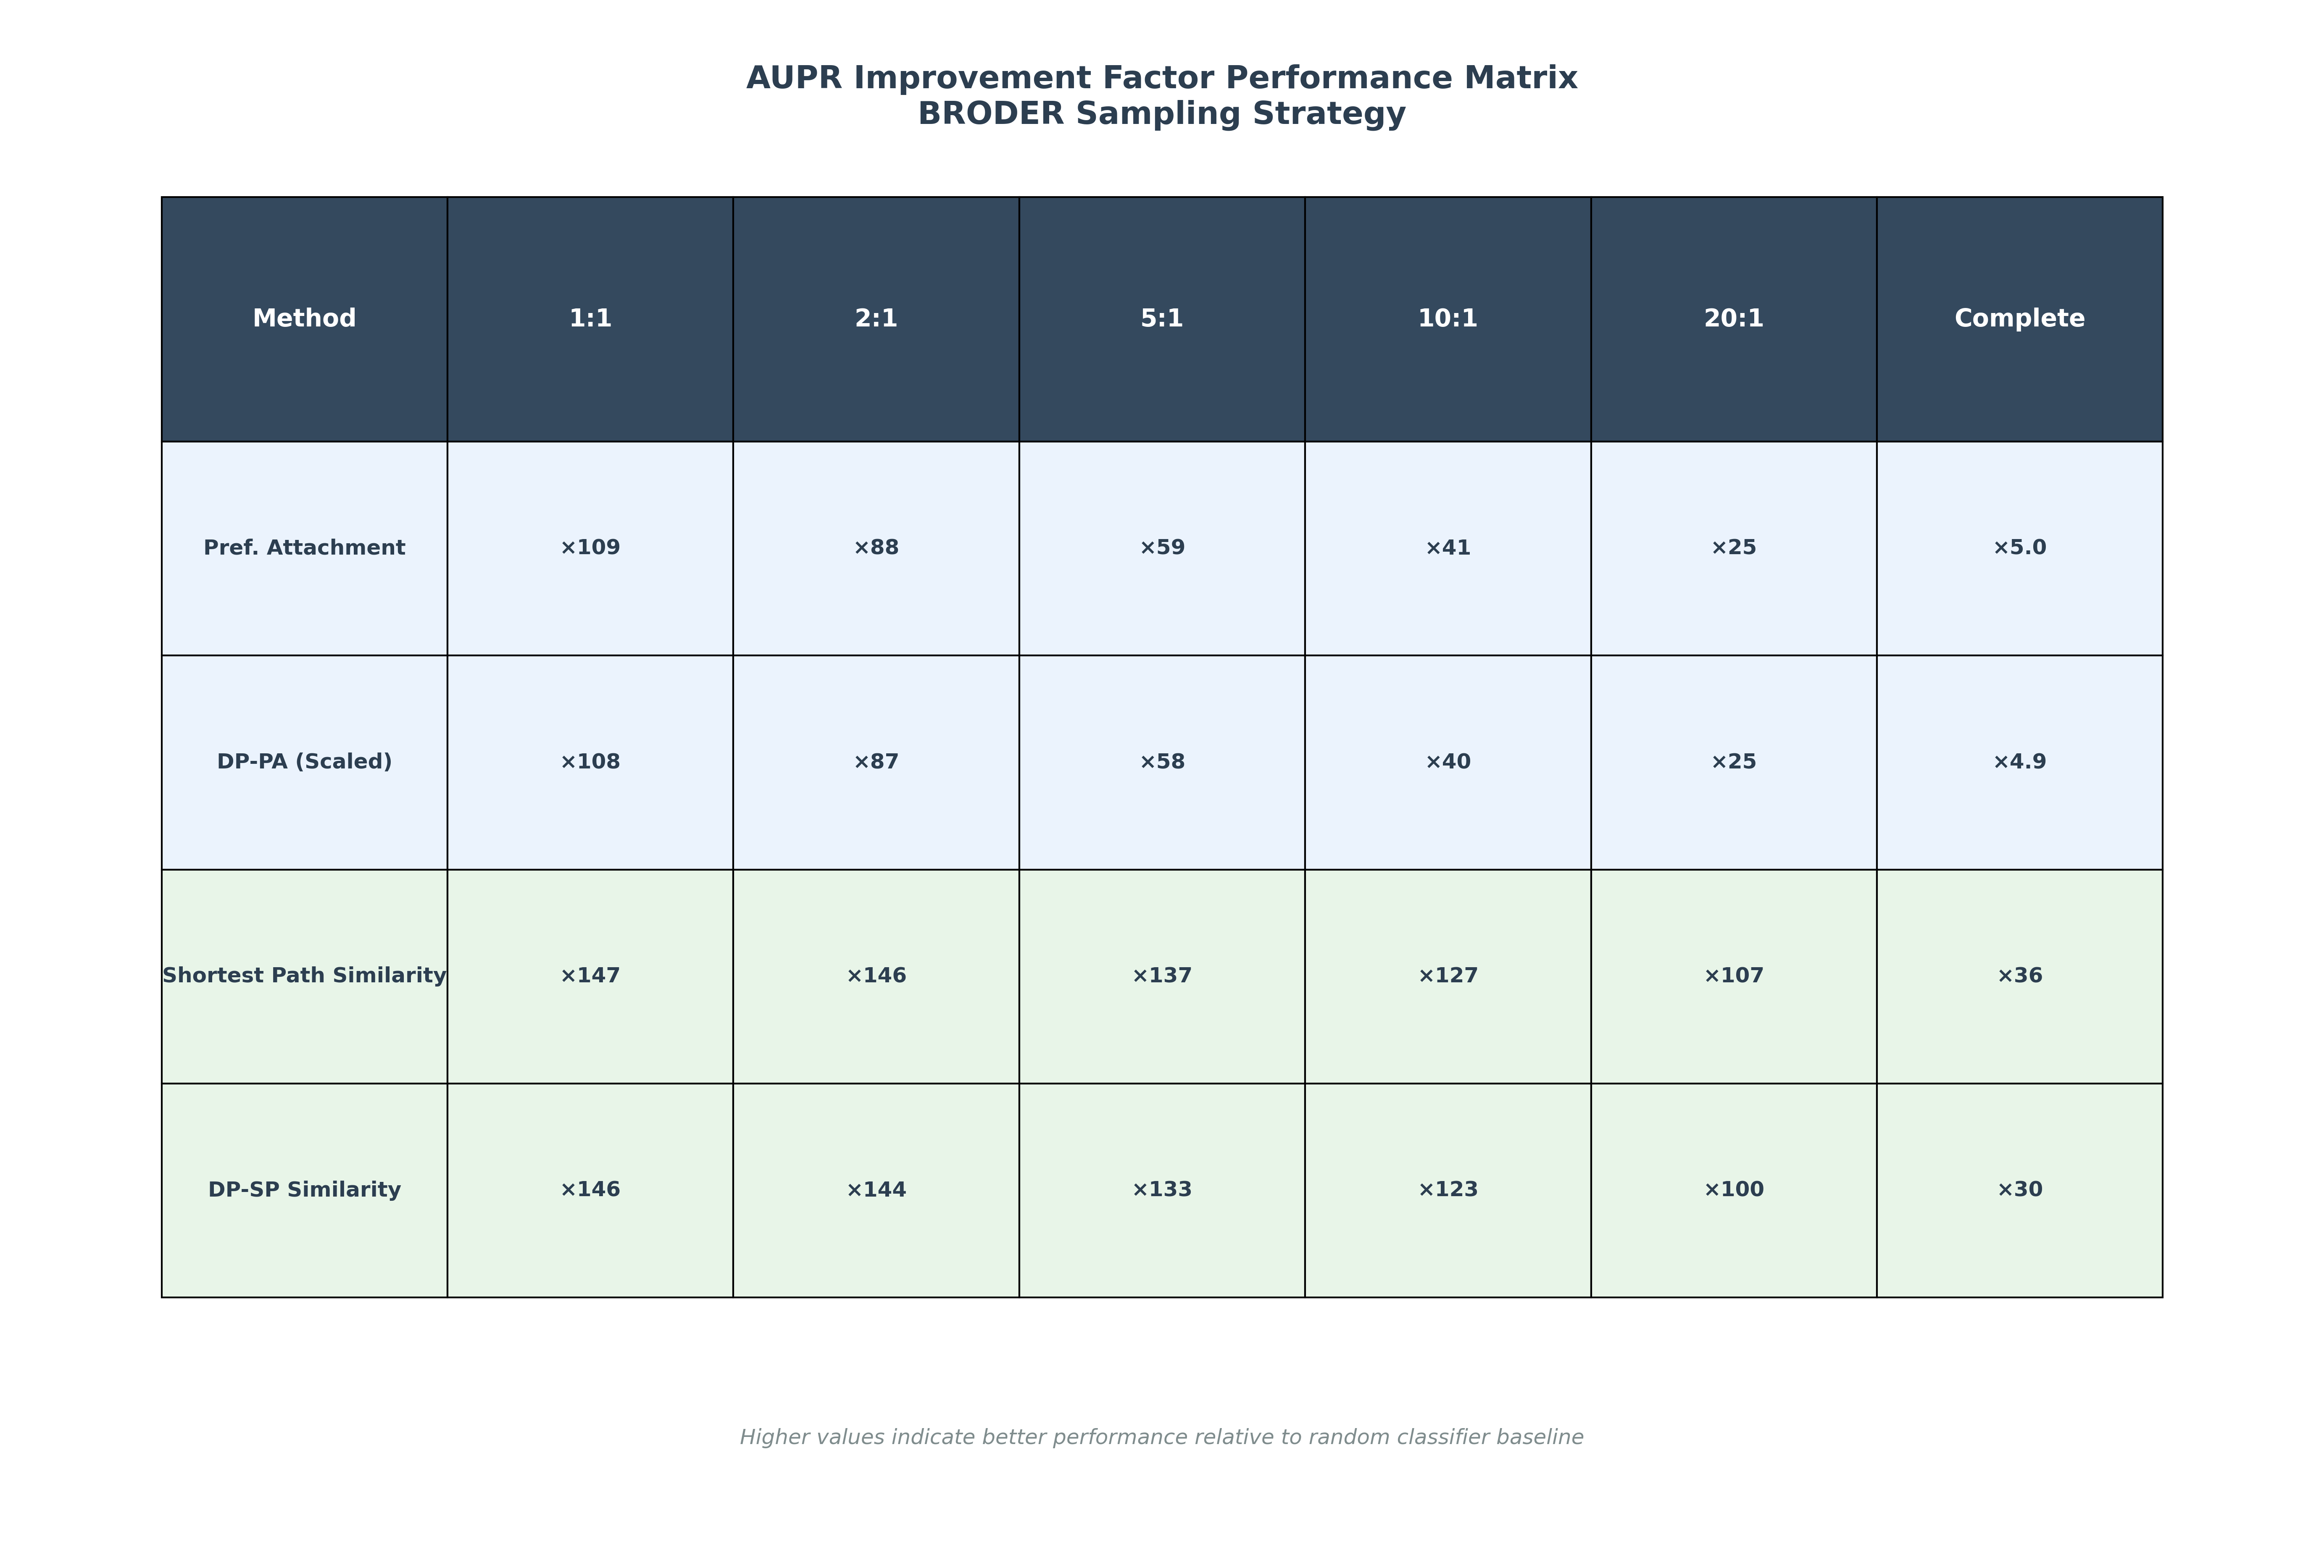 AUPR Improvement Factor Performance Matrix
BRODER Sampling Strategy
Method 1:1 2:1 5:1 10:1 20:1 Complete
Pref. Attachment ×109 ×88 ×59 ×41 ×25 ×5.0
DP-PA (Scaled) ×108 ×87 ×58 ×40 ×25 ×4.9
Shortest Path Similarity ×147 ×146 ×137 ×127 ×107 ×36
DP-SP Similarity ×146 ×144 ×133 ×123 ×100 ×30
Higher values indicate better performance relative to random classifier baseline